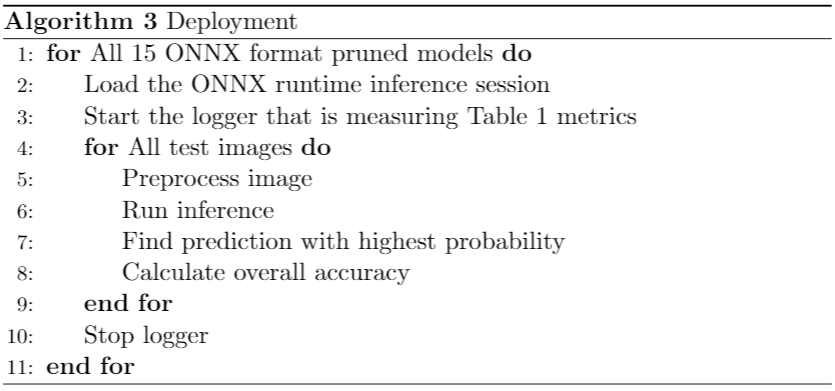 Algorithm 3 Deployment
1: for All 15 ONNX format pruned models do
2: Load the ONNX runtime inference session
3: Start the logger that is measuring Table 1 metrics
4: for All test images do
5: Preprocess image
6: Run inference
7: Find prediction with highest probability
8: Calculate overall accuracy
9: end for
10: Stop logger
11: end for